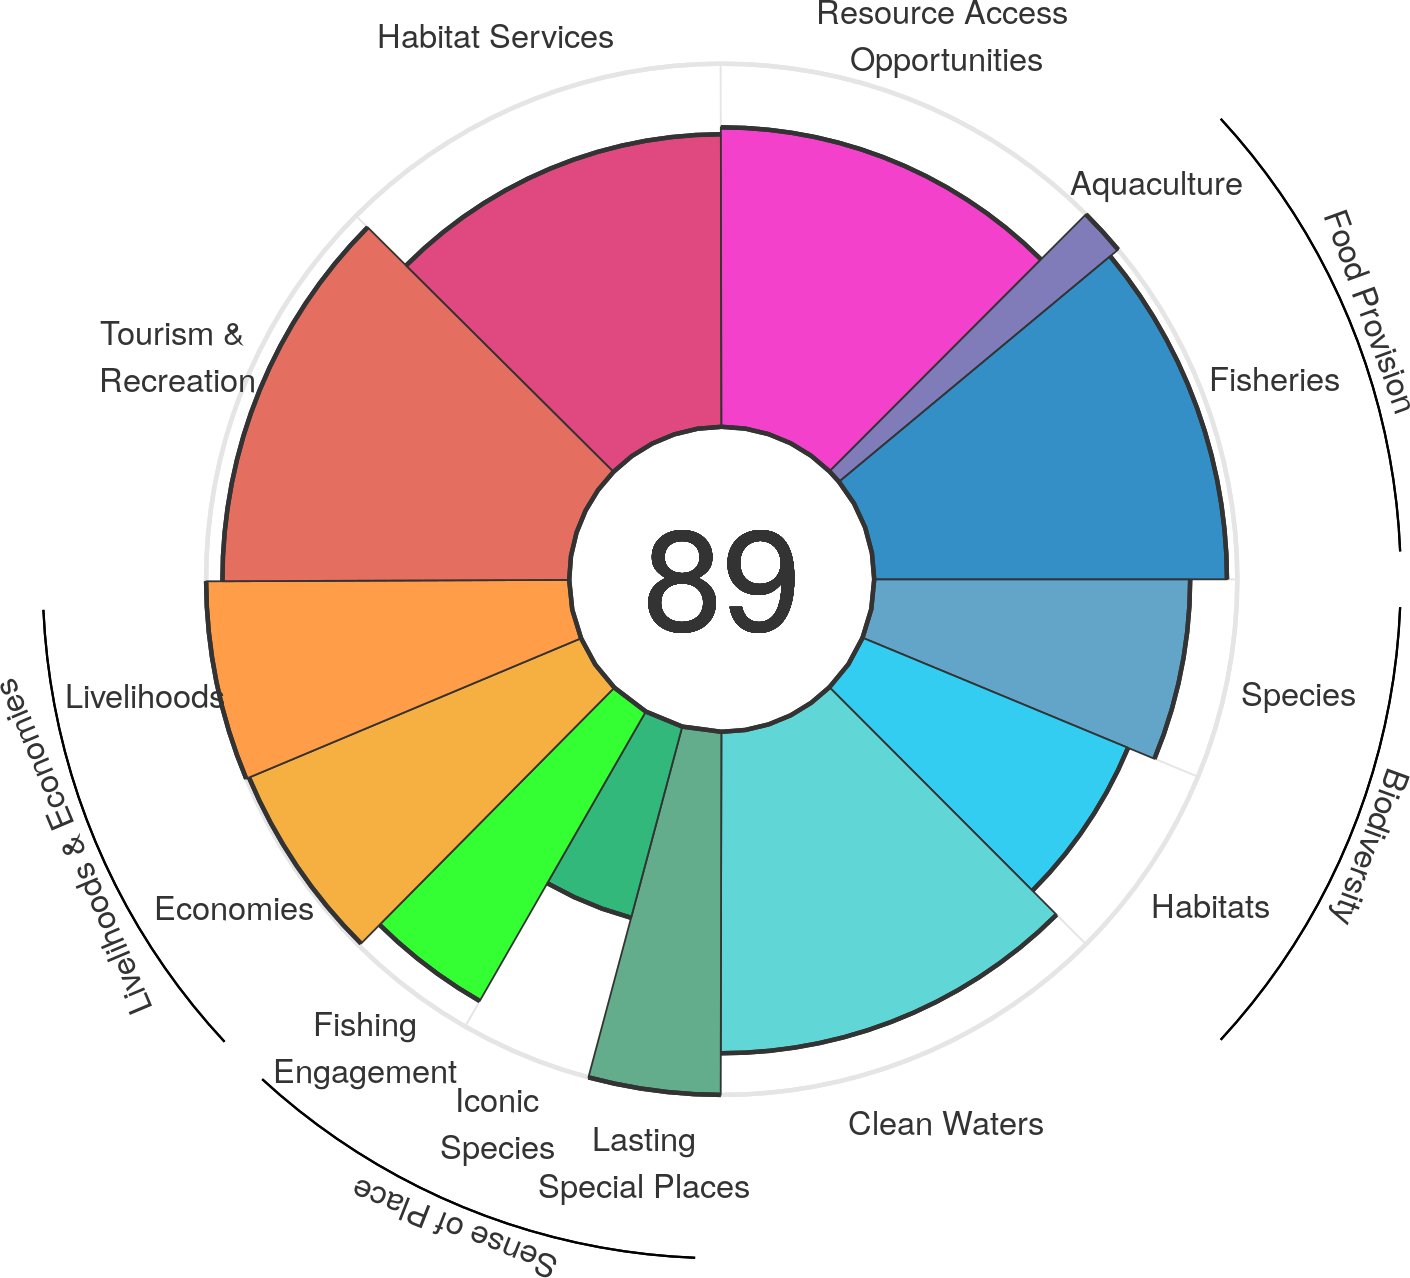 Resource Access
Opportunities
Habitat Services
Aquaculture
Food Provision
Tourism &
Recreation
Fisheries
89
Livelihoods
Species
Livelihoods & Economies
Biodiversity
Economies
Habitats
Fishing
Engagement
Iconic
Species
Lasting
Special Places
Clean Waters
Sense of Place